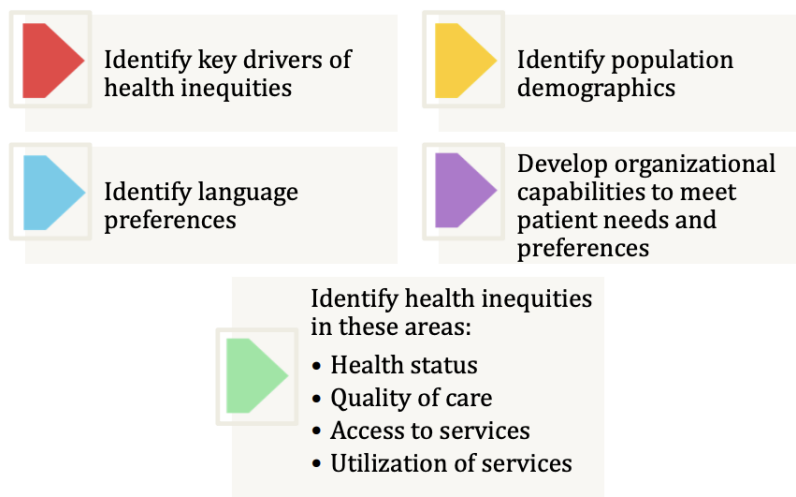 Identify key drivers of
health inequities
Identify population
demographics
Identify language
preferences
Develop organizational
capabilities to meet
patient needs and
preferences
Identify health inequities
in these areas:
• Health status
• Quality of care
• Access to services
• Utilization of services